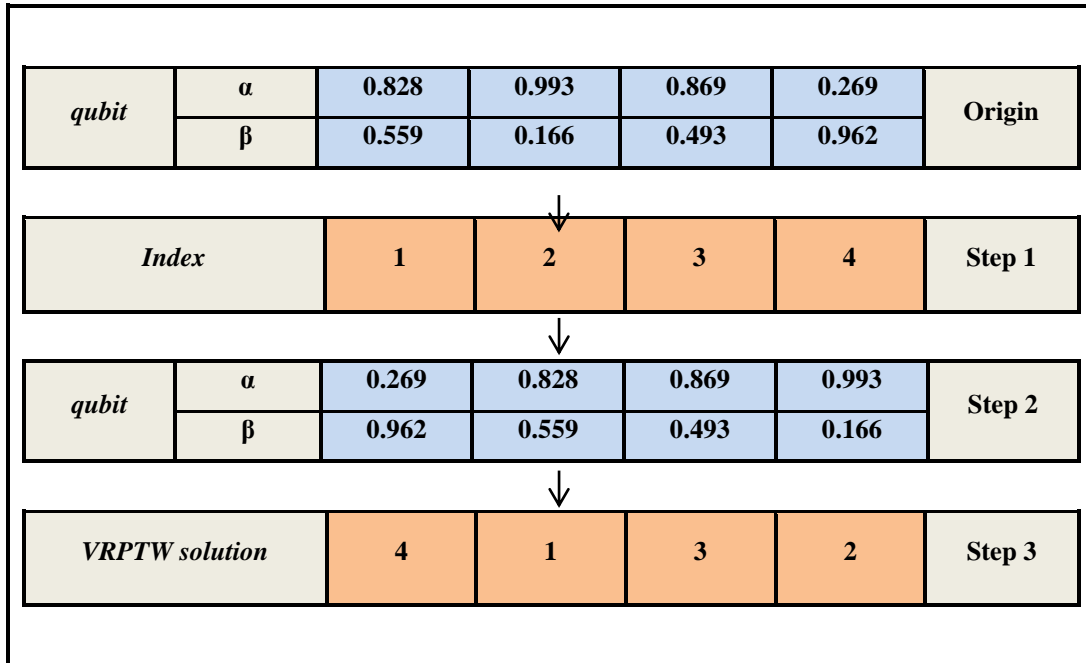 qubit α 0.828 0.993 0.869 0.269 Origin
β 0.559 0.166 0.493 0.962
Index 1 2 3 4 Step 1
qubit α 0.269 0.828 0.869 0.993 Step 2
β 0.962 0.559 0.493 0.166
VRPTW solution 4 1 3 2 Step 3